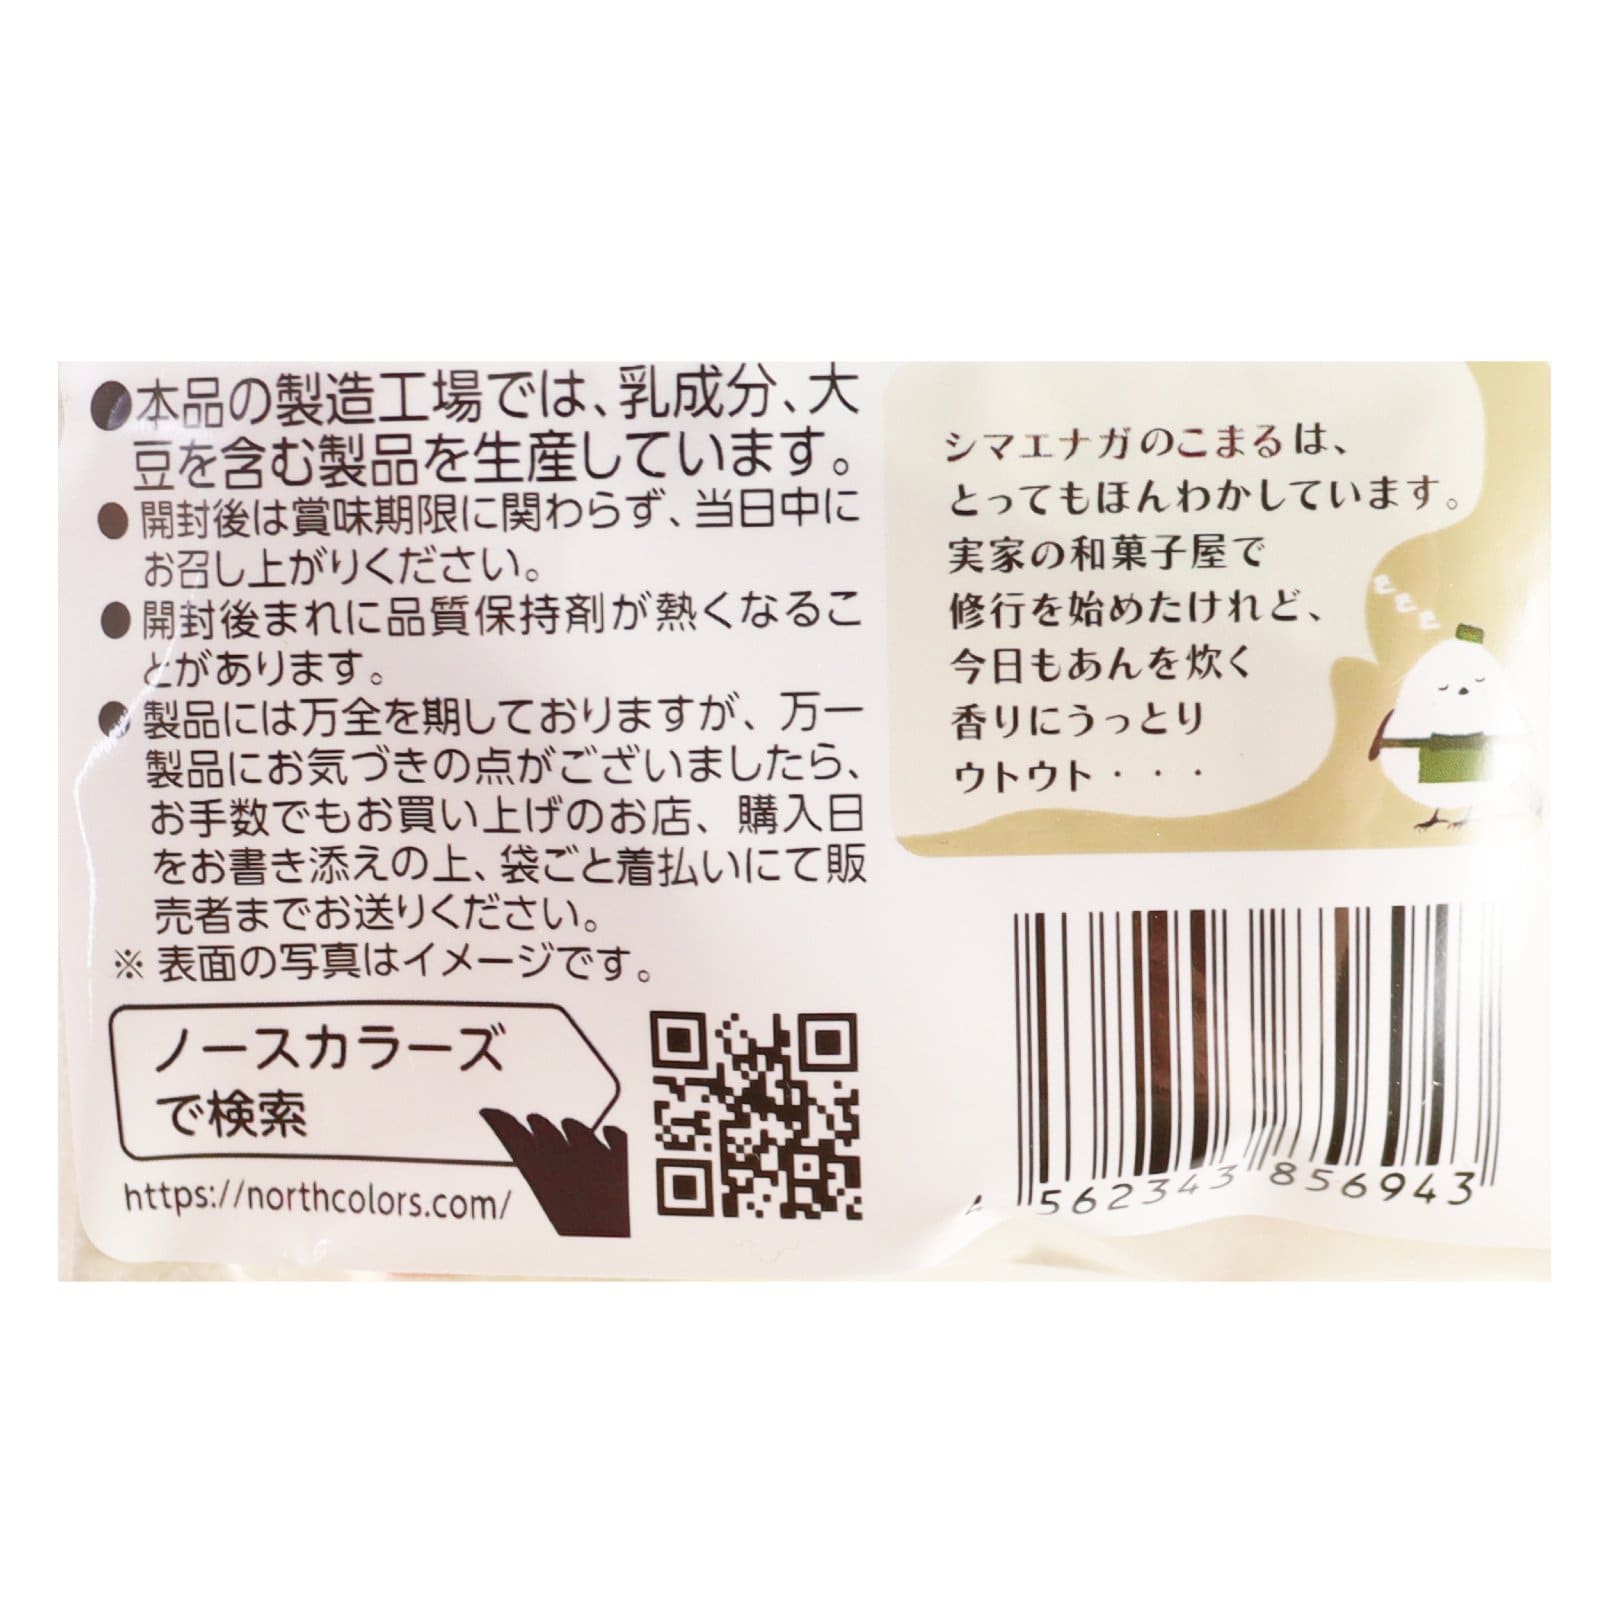 ●本品の製造工場では、乳成分、大
豆を含む製品を生産しています。
●開封後は賞味期限に関わらず、当日中に
お召し上がりください。
●開封後まれに品質保持剤が熱くなるこ
とがあります。
●製品には万全を期しておりますが、万一
製品にお気づきの点がございましたら、
お手数でもお買い上げのお店、購入日
をお書き添えの上、袋ごと着払いにて販
売者までお送りください。
※表面の写真はイメージです。
ノースカラーズ
で検索
https://northcolors.com/
シマエナガのこまるは、
とってもほんわかしています。
実家の和菓子屋で
修行を始めたけれど、
今日もあんを炊く
香りにうっとり
ウトウト・・・
zzz
4 562343 856943